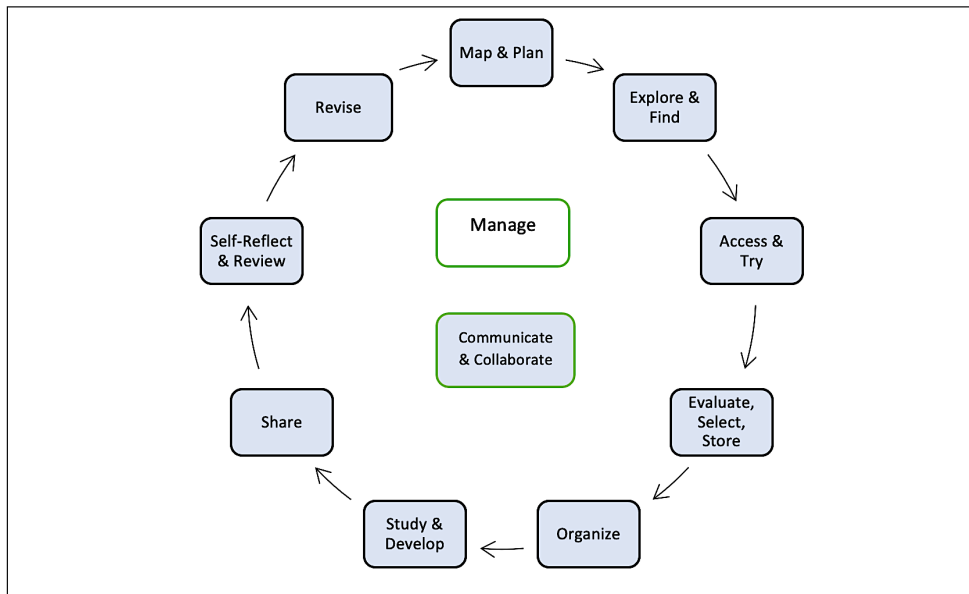 Map & Plan
Explore &
Find
Access &
Try
Evaluate,
Select,
Store
Organize
Study &
Develop
Share
Self-Reflect
& Review
Revise
Manage
Communicate
& Collaborate